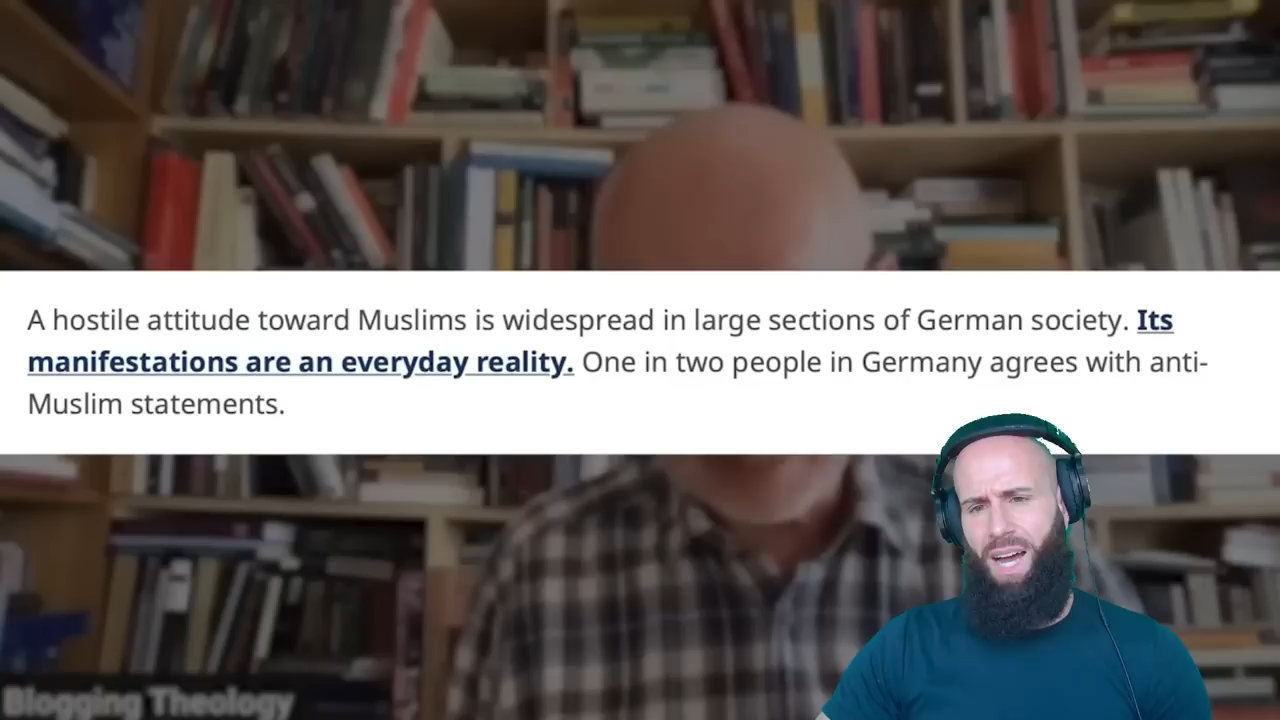 A hostile attitude toward Muslims is widespread in large sections of German society. Its
manifestations are an everyday reality. One in two people in Germany agrees with anti-
Muslim statements.
Blogging Theology